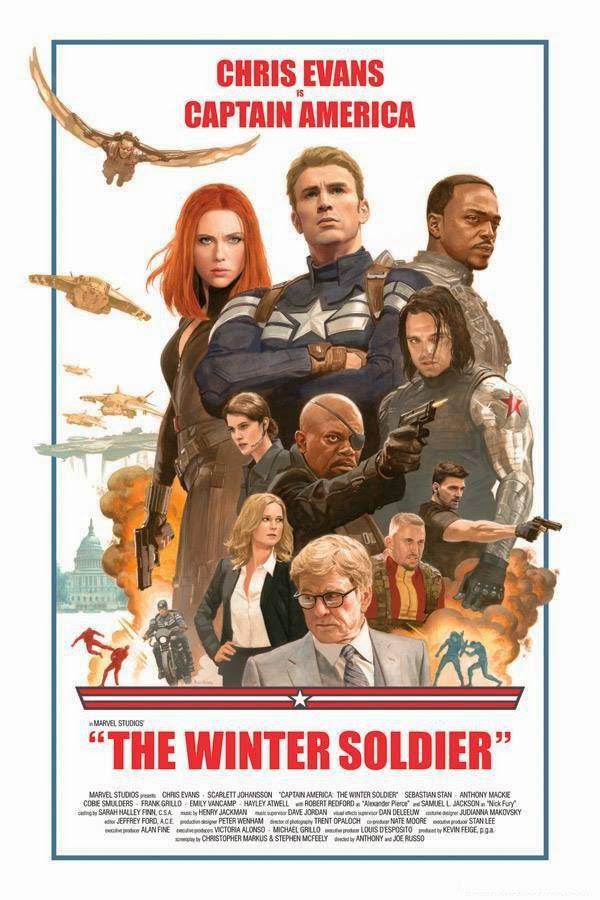 CHRIS EVANS
IS
CAPTAIN AMERICA
in MARVEL STUDIOS'
"THE WINTER SOLDIER"
MARVEL STUDIOS presents CHRIS EVANS · SCARLETT JOHANSSON "CAPTAIN AMERICA: THE WINTER SOLDIER" SEBASTIAN STAN · ANTHONY MACKIE
COBIE SMULDERS · FRANK GRILLO · EMILY VANCAMP · HAYLEY ATWELL with ROBERT REDFORD as "Alexander Pierce" and SAMUEL L. JACKSON as "Nick Fury"
casting by SARAH HALLEY FINN, C.S.A. music by HENRY JACKMAN music supervisor DAVE JORDAN visual effects supervisor DAN DELEEUW costume designer JUDIANNA MAKOVSKY
editor JEFFREY FORD, A.C.E. production designer PETER WENHAM director of photography TRENT OPALOCH co-producer NATE MOORE executive producer STAN LEE
executive producer ALAN FINE executive producers VICTORIA ALONSO · MICHAEL GRILLO executive producer LOUIS D'ESPOSITO produced by KEVIN FEIGE, p.g.a.
screenplay by CHRISTOPHER MARKUS & STEPHEN MCFEELY directed by ANTHONY and JOE RUSSO